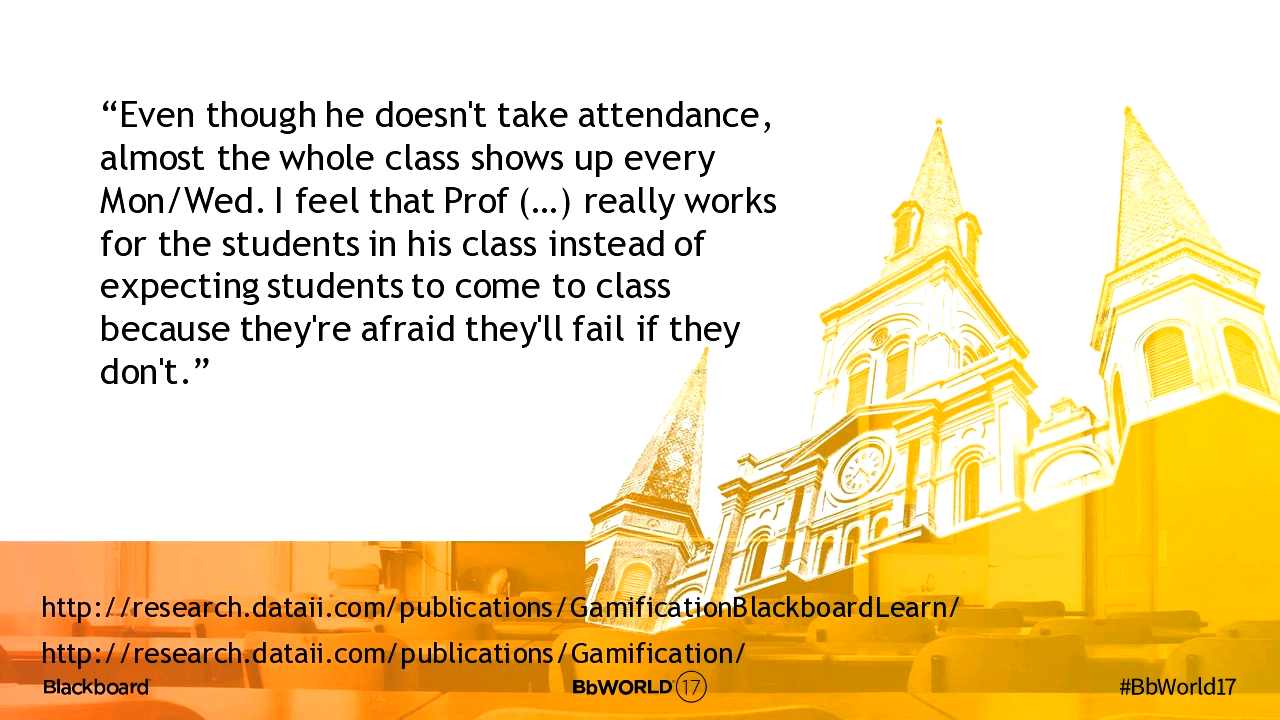 “Even though he doesn't take attendance,
almost the whole class shows up every
Mon/Wed. I feel that Prof (…) really works
for the students in his class instead of
expecting students to come to class
because they're afraid they'll fail if they
don't.”
http://research.dataii.com/publications/GamificationBlackboardLearn/
http://research.dataii.com/publications/Gamification/
Blackboard
BbWORLD 17
#BbWorld17